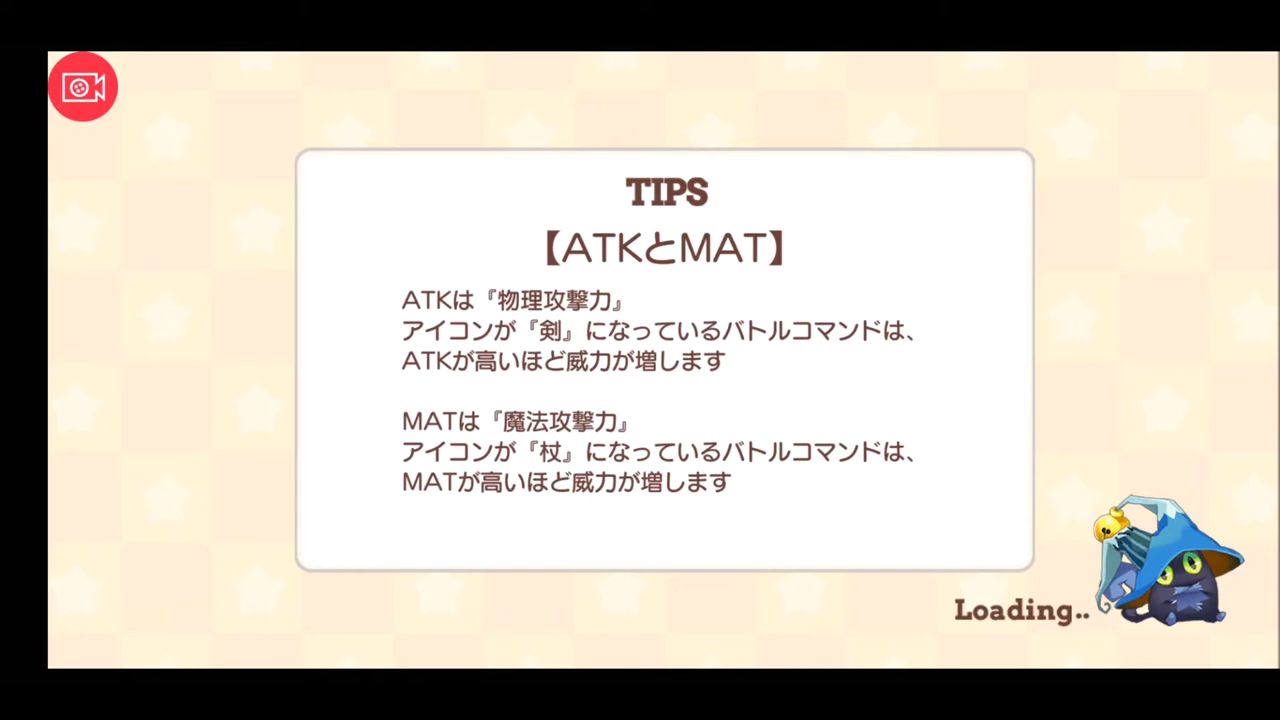 TIPS
【ATKとMAT】
ATKは『物理攻撃力』
アイコンが『剣』になっているバトルコマンドは、
ATKが高いほど威力が増します
MATは『魔法攻撃力』
アイコンが『杖』になっているバトルコマンドは、
MATが高いほど威力が増します
Loading..